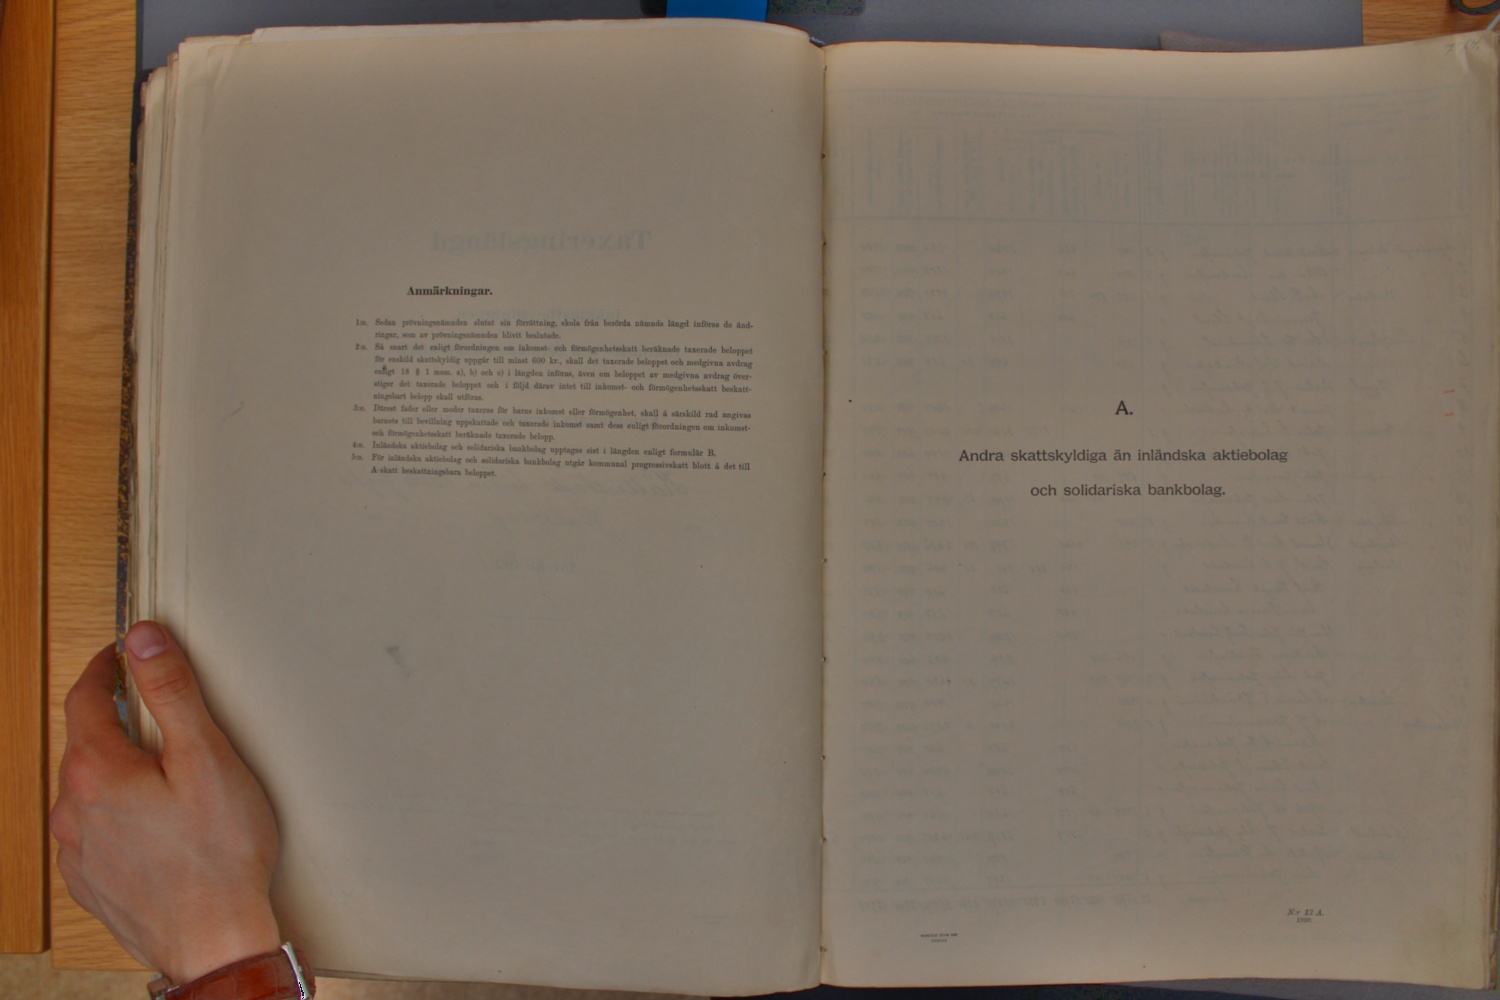 Anmärkningar.
1:o. Sedan prövningsnämnden slutat sin förrättning, skola från berörda nämnds längd införas de änd-
ringar, som av prövningsnämnden blivit beslutade.
2:o. Så snart det enligt förordningen om inkomst- och förmögenhetsskatt beräknade taxerade beloppet
för enskild skattskyldig uppgår till minst 600 kr., skall det taxerade beloppet och medgivna avdrag
enligt 18 § 1 mom. a), b) och c) i längden införas, även om beloppet av medgivna avdrag över-
stiger det taxerade beloppet och i följd därav intet till inkomst- och förmögenhetsskatt beskatt-
ningsbart belopp skall utföras.
3:o. Därest fader eller moder taxeras för barns inkomst eller förmögenhet, skall å särskild rad angivas
barnets till bevillning uppskattade och taxerade inkomst samt dess enligt förordningen om inkomst-
och förmögenhetsskatt beräknade taxerade belopp.
4:o. Inländska aktiebolag och solidariska bankbolag upptagas sist i längden enligt formulär B.
5:o. För inländska aktiebolag och solidariska bankbolag utgår kommunal progressivskatt blott å det till
A-skatt beskattningsbara beloppet.
A.
Andra skattskyldiga än inländska aktiebolag
och solidariska bankbolag.
N:r 12 A.
1920.